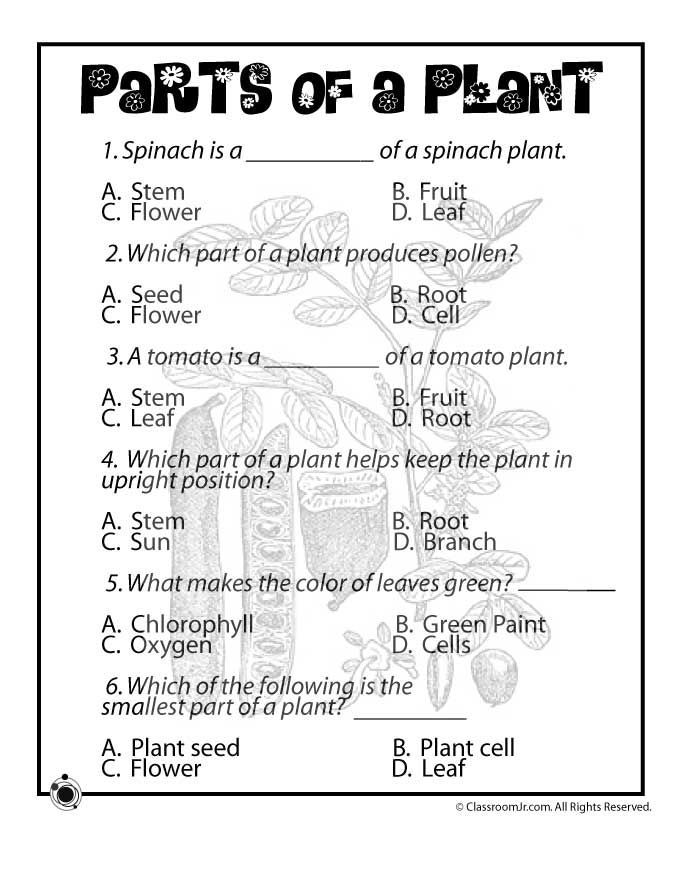 PaRTS OF a PLaNT
1. Spinach is a __________ of a spinach plant.
A. Stem B. Fruit
C. Flower D. Leaf
2. Which part of a plant produces pollen?
A. Seed B. Root
C. Flower D. Cell
3. A tomato is a _________ of a tomato plant.
A. Stem B. Fruit
C. Leaf D. Root
4. Which part of a plant helps keep the plant in
upright position?
A. Stem B. Root
C. Sun D. Branch
5. What makes the color of leaves green? ________
A. Chlorophyll B. Green Paint
C. Oxygen D. Cells
6. Which of the following is the
smallest part of a plant? _________
A. Plant seed B. Plant cell
C. Flower D. Leaf
© ClassroomJr.com. All Rights Reserved.